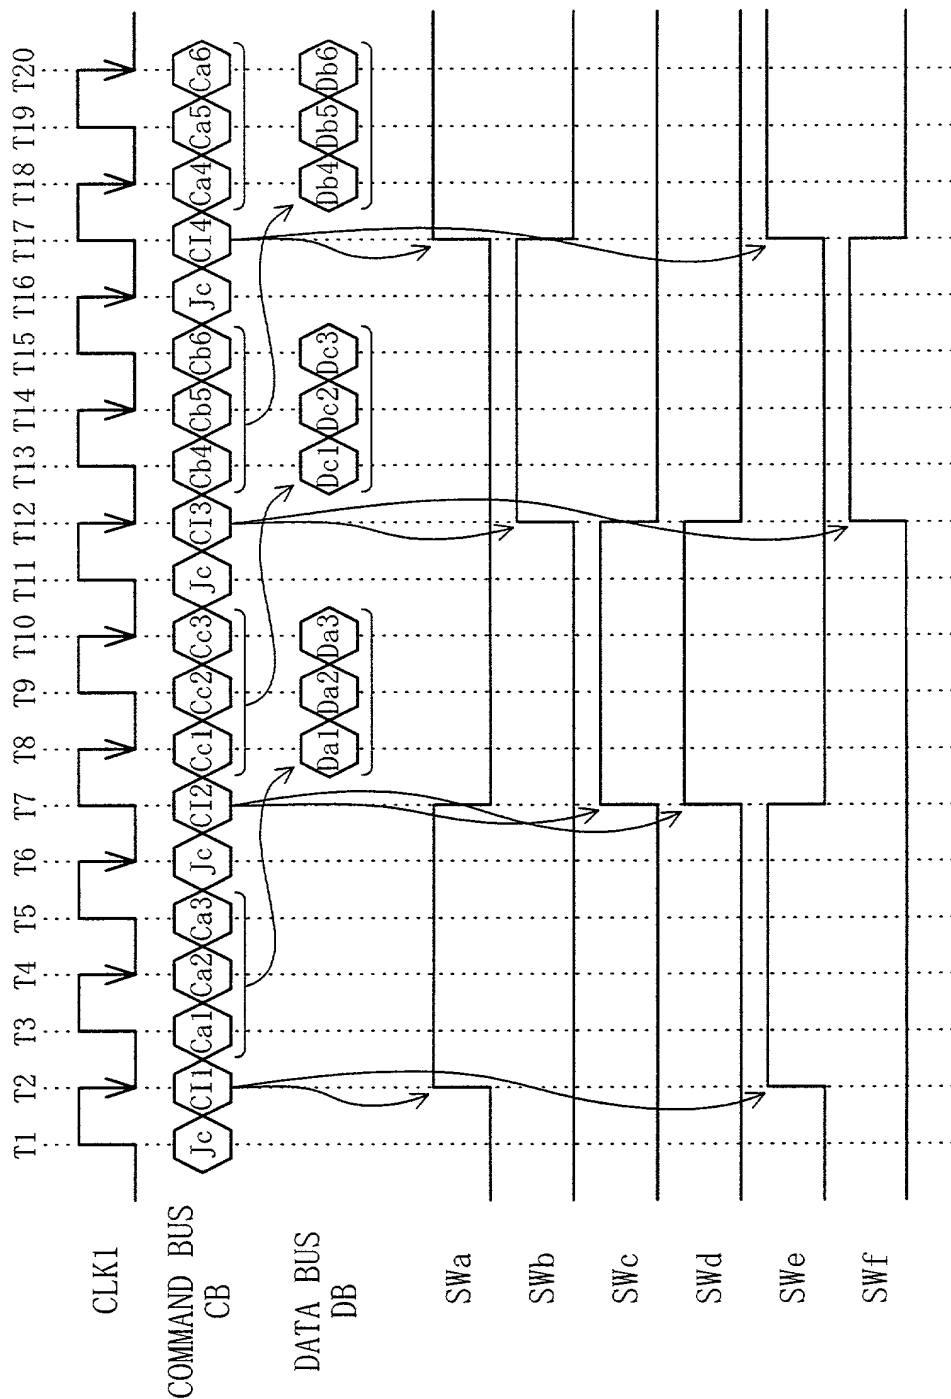 T1 T2 T3 T4 T5 T6 T7 T8 T9 T10 T11 T12 T13 T14 T15 T16 T17 T18 T19 T20
CLK1
COMMAND BUS
CB
Jc CI1 Ca1 Ca2 Ca3 Jc CI2 Cc1 Cc2 Cc3 Jc CI3 Cb4 Cb5 Cb6 Jc CI4 Ca4 Ca5 Ca6
DATA BUS
DB
Da1 Da2 Da3 Dc1 Dc2 Dc3 Db4 Db5 Db6
SWa
SWb
SWc
SWd
SWe
SWf